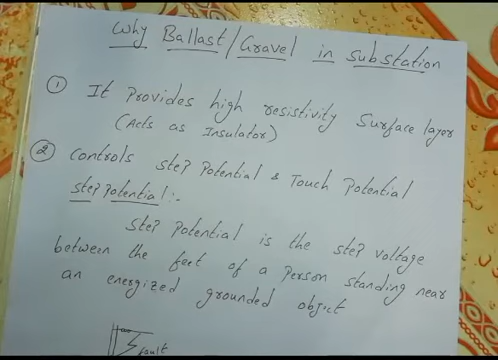 Why Ballast/Gravel in substation
① It Provides high resistivity Surface layer
(Acts as Insulator)
② Controls step Potential & Touch Potential
step Potential:-
step Potential is the step voltage
between the feet of a Person standing near
an energized grounded object
fault